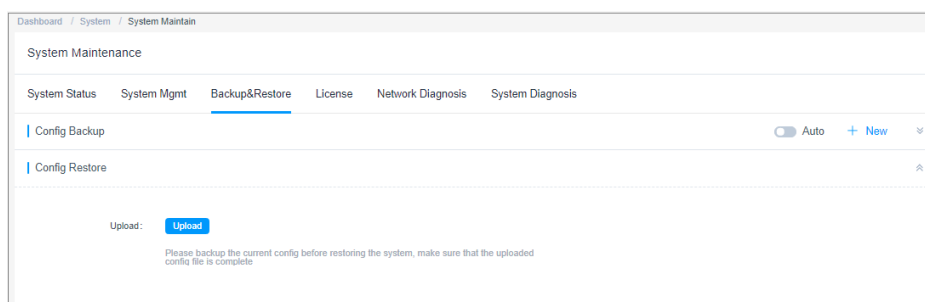 Dashboard / System / System Maintain
System Maintenance
System Status System Mgmt Backup&Restore License Network Diagnosis System Diagnosis
Config Backup Auto + New
Config Restore
Upload: Upload
Please backup the current config before restoring the system, make sure that the uploaded
config file is complete